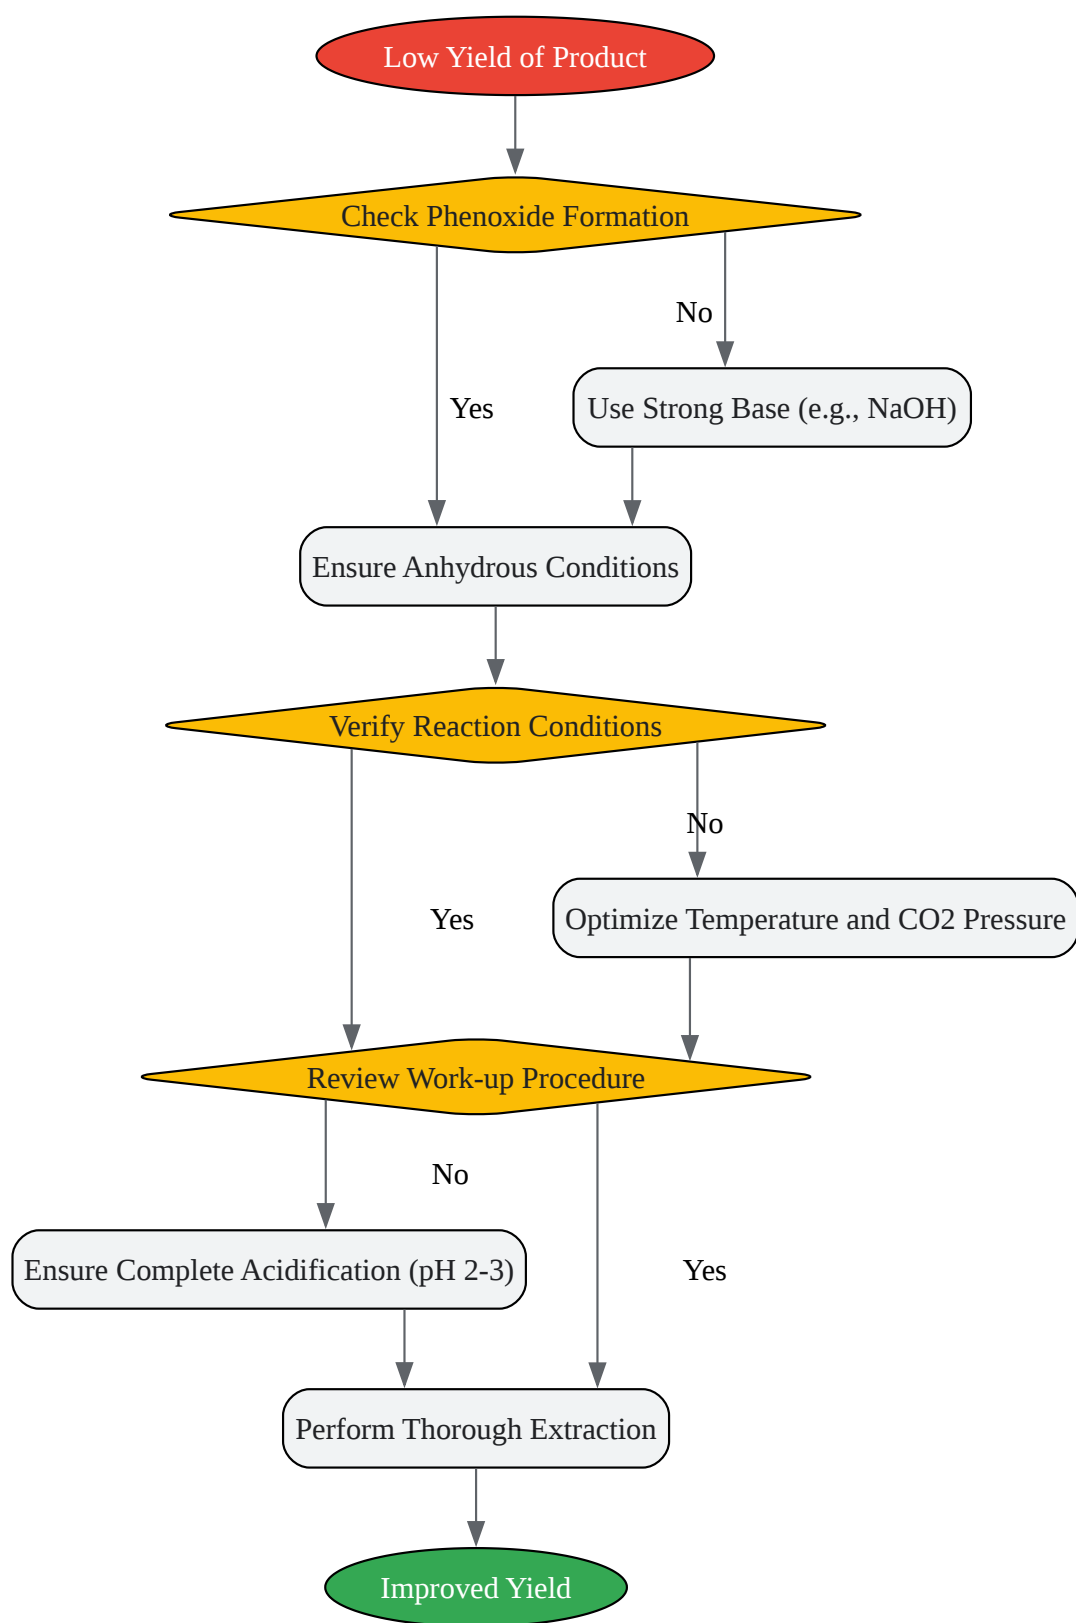 Low Yield of Product
Check Phenoxide Formation
No
Yes
Use Strong Base (e.g., NaOH)
Ensure Anhydrous Conditions
Verify Reaction Conditions
No
Yes
Optimize Temperature and CO2 Pressure
Review Work-up Procedure
No
Ensure Complete Acidification (pH 2-3)
Yes
Perform Thorough Extraction
Improved Yield